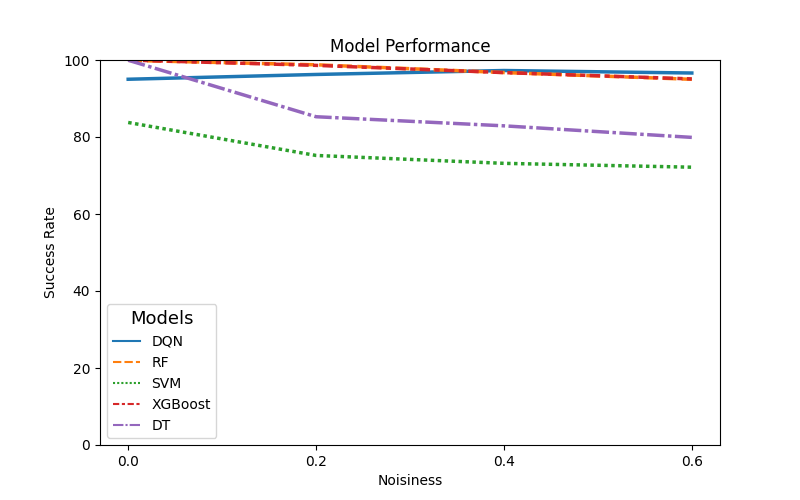 Model Performance
100
80
60
40
20
0
Success Rate
Models
DQN
RF
SVM
XGBoost
DT
0.0 0.2 0.4 0.6
Noisiness